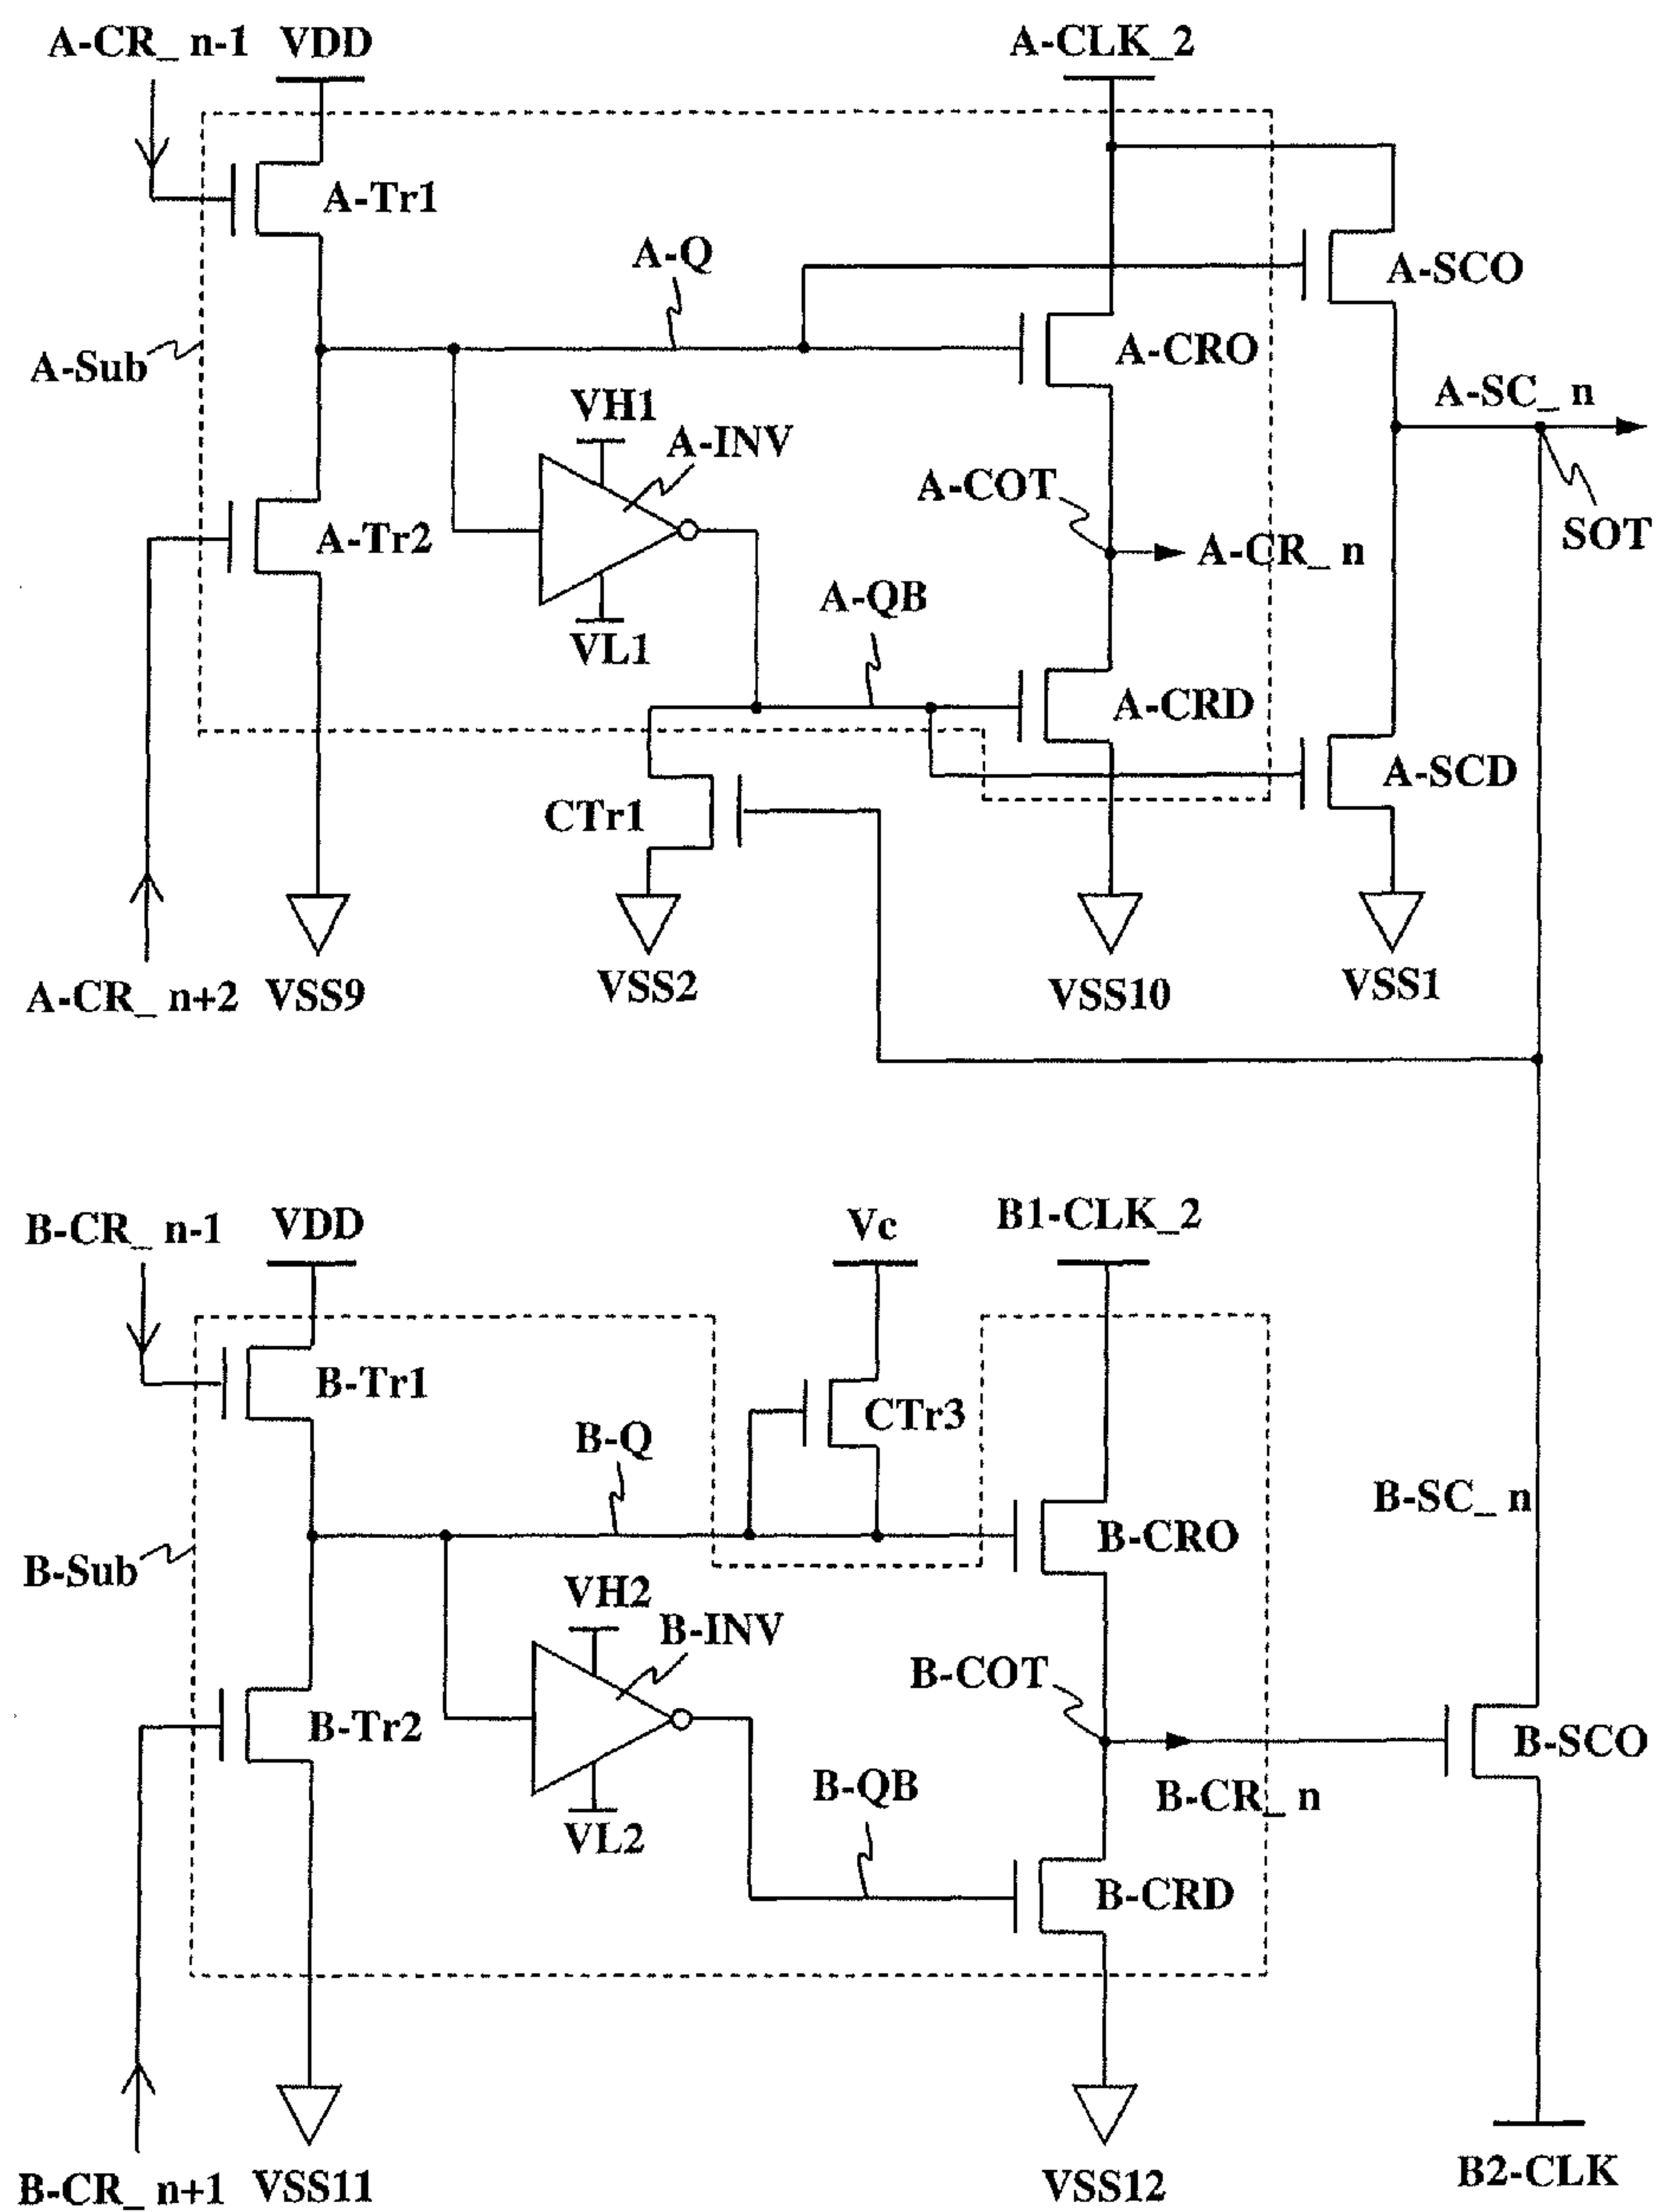 A-CR_ n-1
VDD
A-CLK_2
A-Tr1
A-Q
A-SCO
A-CRO
A-Sub
VH1
A-INV
A-SC_ n
A-COT
SOT
A-Tr2
A-CR_ n
A-QB
VL1
A-CRD
A-SCD
CTr1
A-CR_ n+2
VSS9
VSS2
VSS10
VSS1
B-CR_ n-1
VDD
Vc
B1-CLK_2
B-Tr1
CTr3
B-Q
B-SC_ n
B-CRO
B-Sub
VH2
B-INV
B-COT
B-Tr2
B-SCO
B-QB
B-CR_ n
VL2
B-CRD
B-CR_ n+1
VSS11
VSS12
B2-CLK